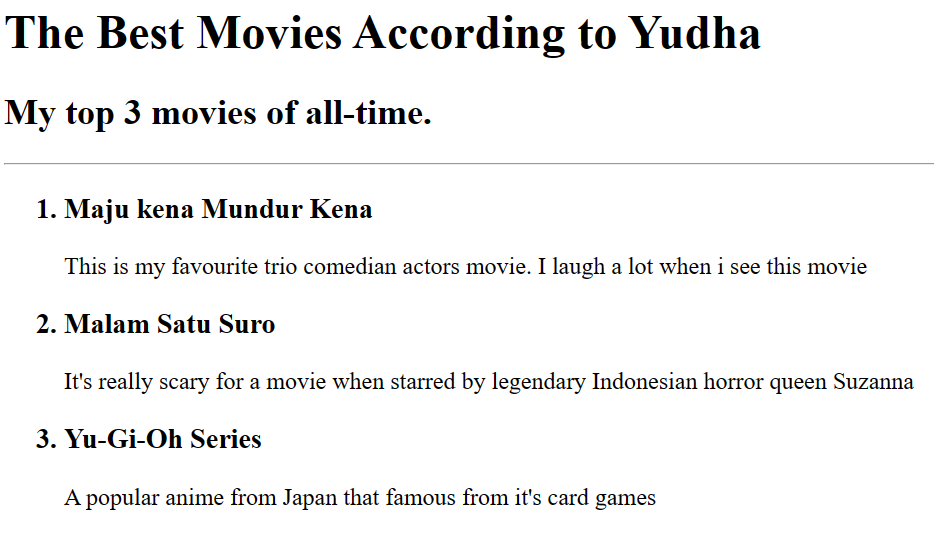 The Best Movies According to Yudha
My top 3 movies of all-time.
1. Maju kena Mundur Kena
This is my favourite trio comedian actors movie. I laugh a lot when i see this movie
2. Malam Satu Suro
It's really scary for a movie when starred by legendary Indonesian horror queen Suzanna
3. Yu-Gi-Oh Series
A popular anime from Japan that famous from it's card games